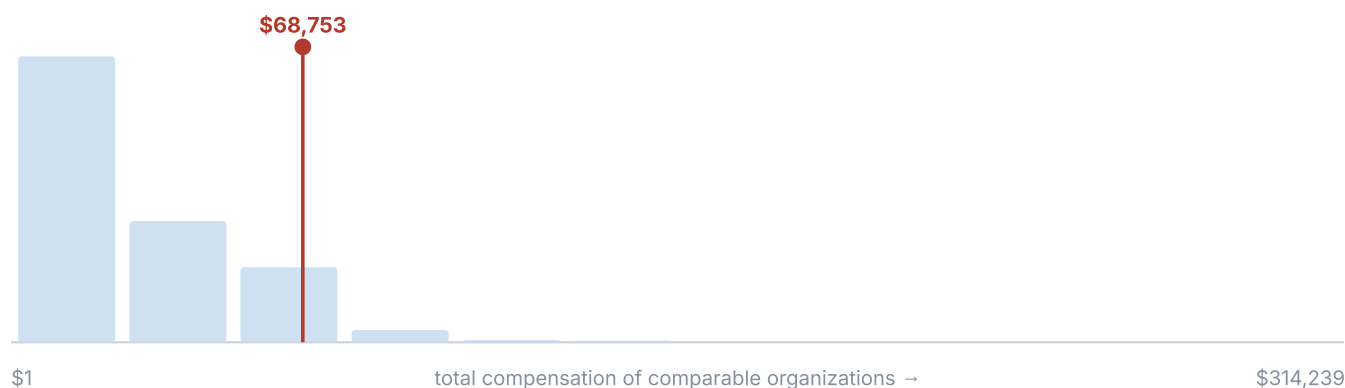 $68,753
$1 total compensation of comparable organizations → $314,239